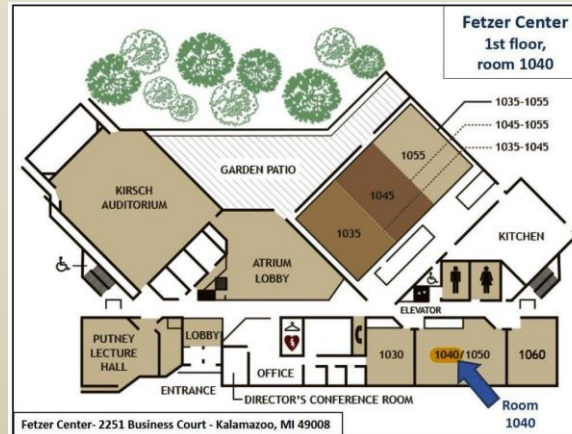 Fetzer Center
1st floor,
room 1040
1035-1055
1045-1055
1035-1045
1055
1045
1035
GARDEN PATIO
KIRSCH
AUDITORIUM
ATRIUM
LOBBY
KITCHEN
ELEVATOR
PUTNEY
LECTURE
HALL
LOBBY
OFFICE
1030
1040/1050
1060
ENTRANCE
DIRECTOR'S CONFERENCE ROOM
Room
1040
Fetzer Center- 2251 Business Court - Kalamazoo, MI 49008